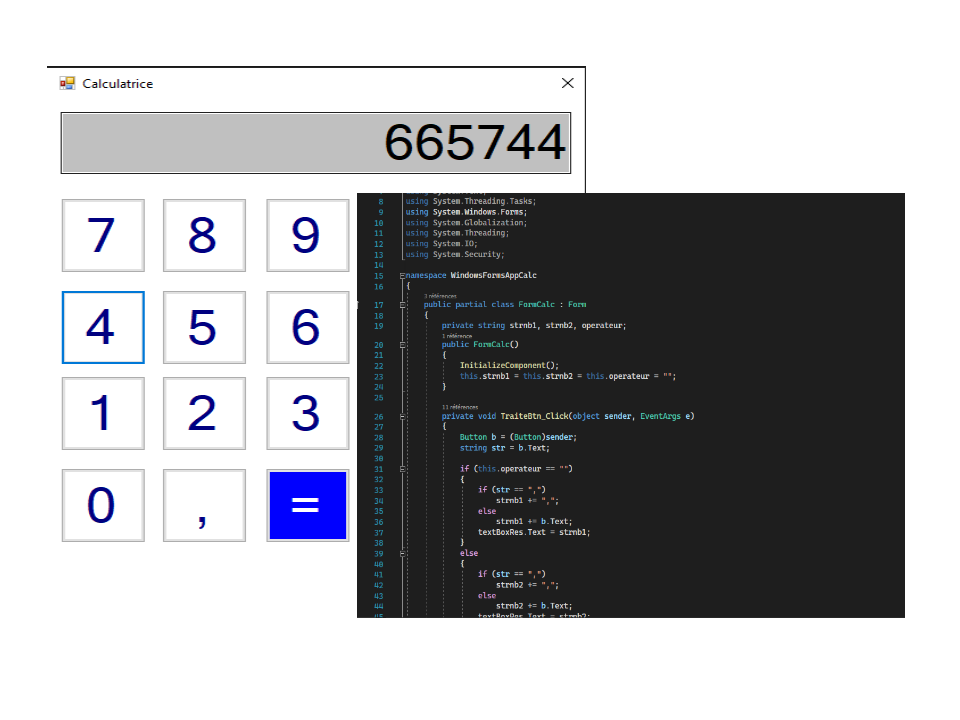 Calculatrice
665744
7 8 9
4 5 6
1 2 3
0 , =
8 using System.Threading.Tasks;
9 using System.Windows.Forms;
10 using System.Globalization;
11 using System.Threading;
12 using System.IO;
13 using System.Security;
14
15 namespace WindowsFormsAppCalc
16 {
3 références
17 public partial class FormCalc : Form
18 {
19 private string strnb1, strnb2, operateur;
1 référence
20 public FormCalc()
21 {
22 InitializeComponent();
23 this.strnb1 = this.strnb2 = this.operateur = "";
24 }
25
11 références
26 private void TraiteBtn_Click(object sender, EventArgs e)
27 {
28 Button b = (Button)sender;
29 string str = b.Text;
30
31 if (this.operateur == "")
32 {
33 if (str == ",")
34 strnb1 += ",";
35 else
36 strnb1 += b.Text;
37 textBoxRes.Text = strnb1;
38 }
39 else
40 {
41 if (str == ",")
42 strnb2 += ",";
43 else
44 strnb2 += b.Text;
45 textBoxRes.Text = strnb2;